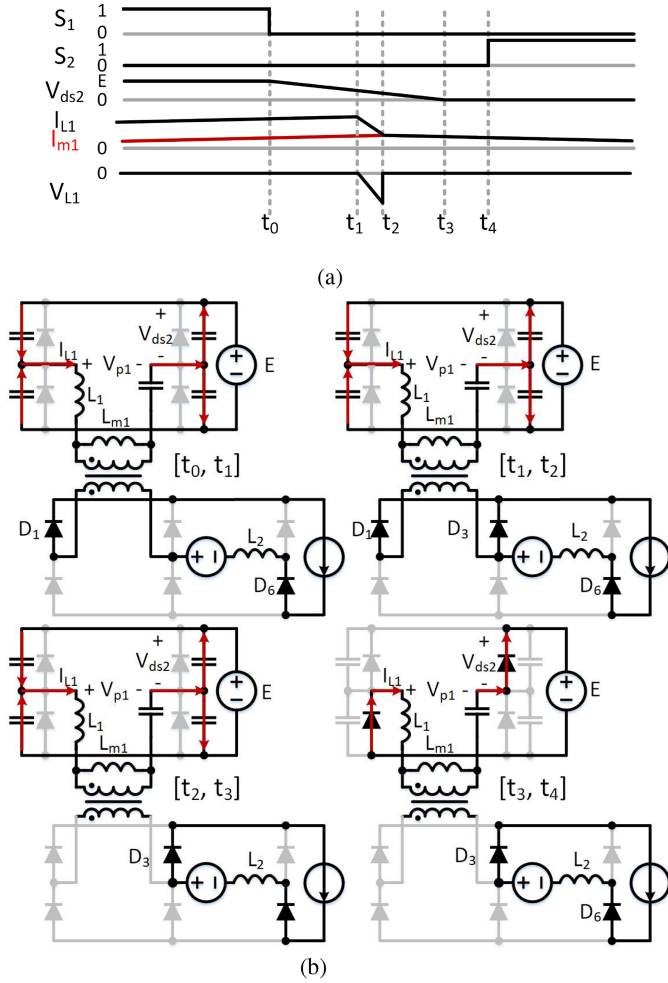 S1 1
0
S2 1
0
Vds2 E
0
IL1
Im1 0
VL1 0
t0 t1 t2 t3 t4
(a)
+
IL1 + Vp1 - - Vds2 E
L1
Lm1
[t0, t1]
D1 + − L2
D6
+
IL1 + Vp1 - - Vds2 E
L1
Lm1
[t1, t2]
D1 D3 + − L2
D6
+
IL1 + Vp1 - - Vds2 E
L1
Lm1
[t2, t3]
D3 + − L2
+
IL1 + Vp1 - - Vds2 E
L1
Lm1
[t3, t4]
D3 + − L2
D6
(b)